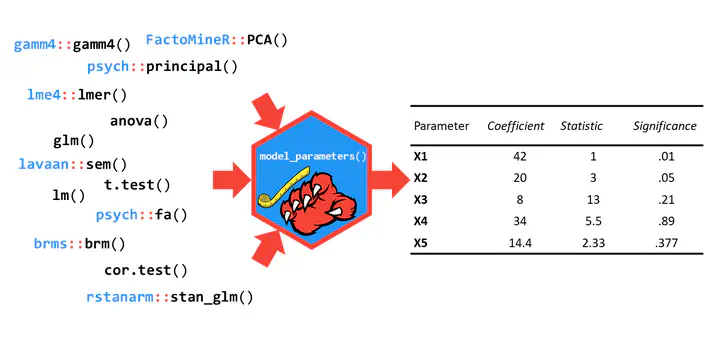 gamm4::gamm4()
FactoMineR::PCA()
psych::principal()
lme4::lmer()
anova()
glm()
lavaan::sem()
t.test()
lm()
psych::fa()
brms::brm()
cor.test()
rstanarm::stan_glm()
model_parameters()
Parameter Coefficient Statistic Significance
X1 42 1 .01
X2 20 3 .05
X3 8 13 .21
X4 34 5.5 .89
X5 14.4 2.33 .377